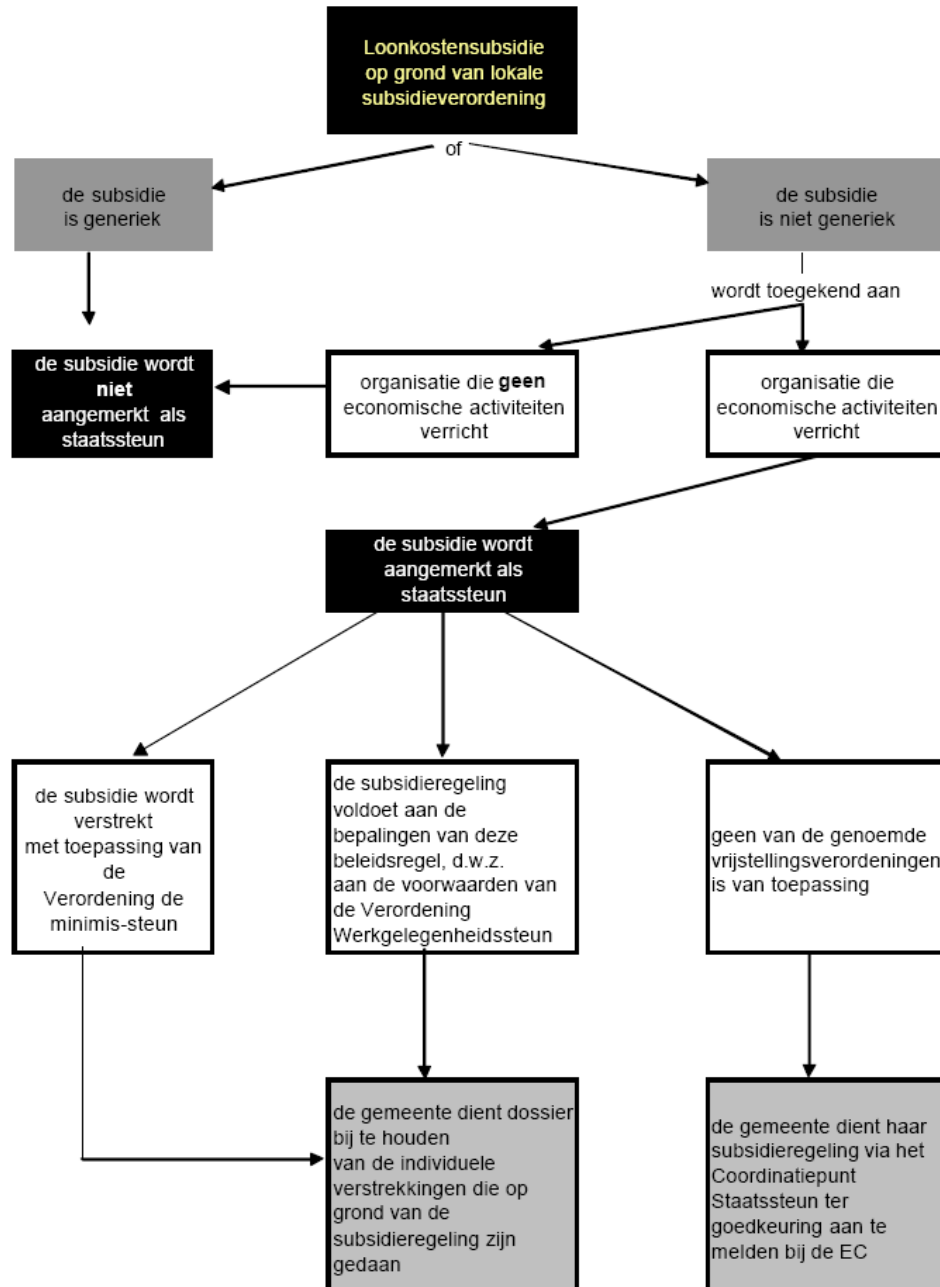 Loonkostensubsidie
op grond van lokale
subsidieverordening
of
de subsidie
is generiek
de subsidie
is niet generiek
wordt toegekend aan
de subsidie wordt
niet
aangemerkt als
staatssteun
organisatie die geen
economische activiteiten
verricht
organisatie die
economische activiteiten
verricht
de subsidie wordt
aangemerkt als
staatssteun
de subsidie wordt
verstrekt
met toepassing van
de
Verordening de
minimis-steun
de subsidieregeling
voldoet aan de
bepalingen van deze
beleidsregel, d.w.z.
aan de voorwaarden van
de Verordening
Werkgelegenheidssteun
geen van de genoemde
vrijstellingsverordeningen
is van toepassing
de gemeente dient dossier
bij te houden
van de individuele
verstrekkingen die op
grond van de
subsidieregeling zijn
gedaan
de gemeente dient haar
subsidieregeling via het
Coordinatiepunt
Staatssteun ter
goedkeuring aan te
melden bij de EC